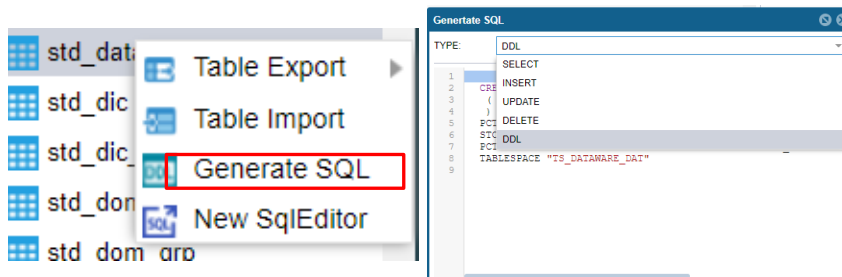 std_data
std_dic
std_dic_
std_dom
std_dom_grp
Table Export
Table Import
Generate SQL
New SqlEditor
Genertate SQL
TYPE:
DDL
SELECT
INSERT
UPDATE
DELETE
DDL
1
2 CRE
3 (
4 )
5 PCT
6 STO
7 PCT
8 TABLESPACE "TS_DATAWARE_DAT"
9